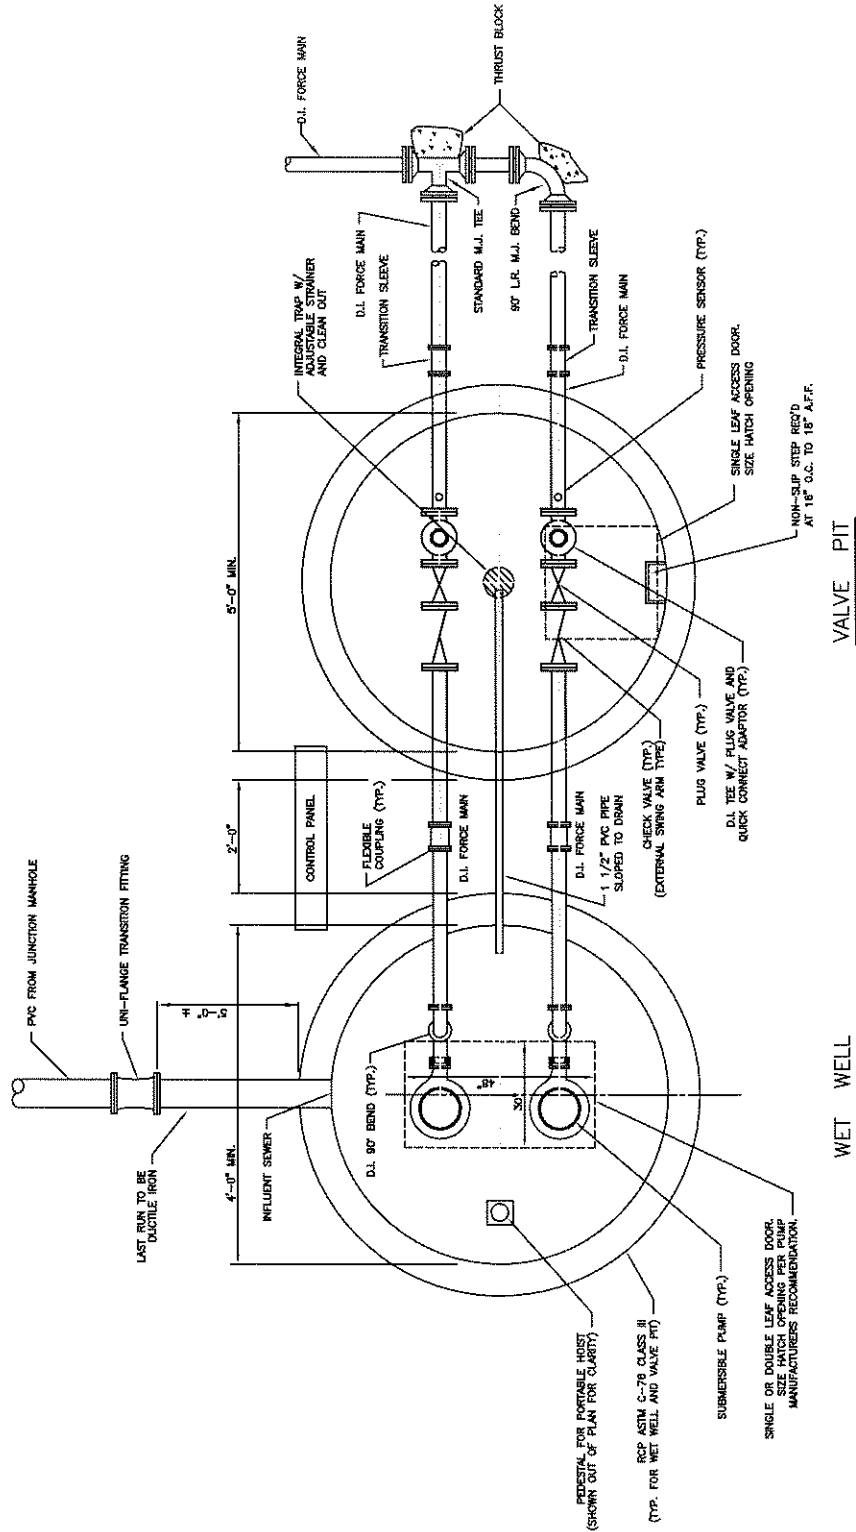 PVC FROM JUNCTION MANHOLE
UNI-FLANGE TRANSITION FITTING
LAST RUN TO BE
DUCTILE IRON
5'-0" ±
4'-0" MIN.
INFLUENT SEWER
2'-0"
CONTROL PANEL
5'-0" MIN.
INTEGRAL TRAP W/
ADJUSTABLE STRAINER
AND CLEAN OUT
D.I. FORCE MAIN
TRANSITION SLEEVE
D.I. FORCE MAIN
THRUST BLOCK
STANDARD M.J. TEE
90° L.R. M.J. BEND
D.I. 90° BEND (TYP.)
FLEXIBLE
COUPLING (TYP.)
D.I. FORCE MAIN
48"
30"
1 1/2" PVC PIPE
SLOPED TO DRAIN
D.I. FORCE MAIN
TRANSITION SLEEVE
D.I. FORCE MAIN
PRESSURE SENSOR (TYP.)
SINGLE LEAF ACCESS DOOR.
SIZE HATCH OPENING
NON-SLIP STEP REQ'D
AT 16" O.C. TO 18" A.F.F.
CHECK VALVE (TYP.)
(EXTERNAL SWING ARM TYPE)
PLUG VALVE (TYP.)
D.I. TEE W/ PLUG VALVE AND
QUICK CONNECT ADAPTOR (TYP.)
PEDESTAL FOR PORTABLE HOIST
(SHOWN OUT OF PLAN FOR CLARITY)
RCP ASTM C-76 CLASS III
(TYP. FOR WET WELL AND VALVE PIT)
SUBMERSIBLE PUMP (TYP.)
SINGLE OR DOUBLE LEAF ACCESS DOOR.
SIZE HATCH OPENING PER PUMP
MANUFACTURERS RECOMMENDATION.
WET WELL
VALVE PIT